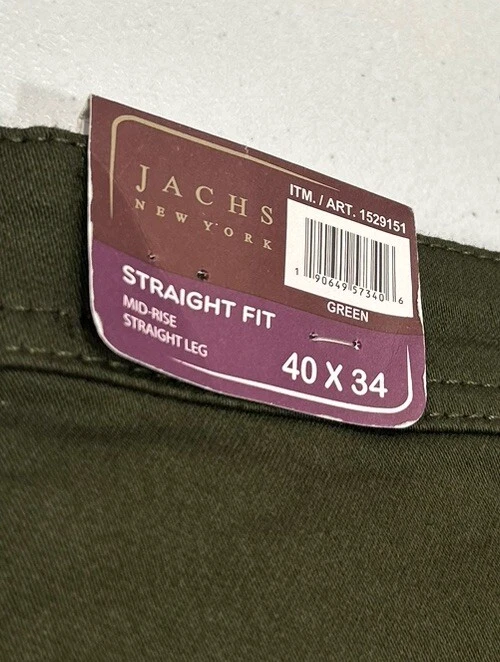 JACHS
NEW YORK
ITM. / ART. 1529151
1 90649 57340 6
GREEN
STRAIGHT FIT
MID-RISE
STRAIGHT LEG
40 X 34